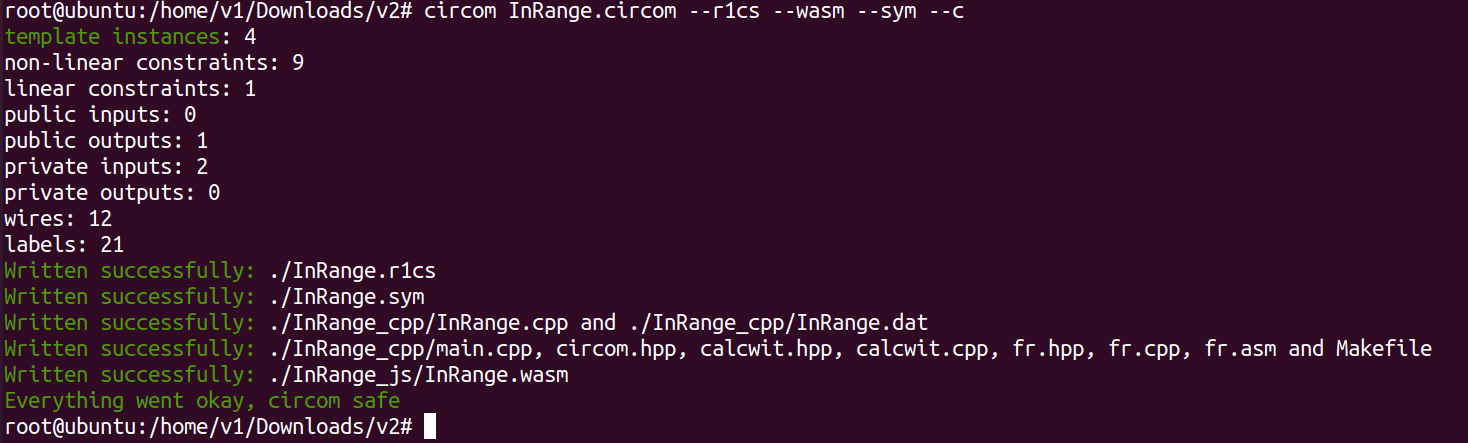 root@ubuntu:/home/v1/Downloads/v2# circom InRange.circom --r1cs --wasm --sym --c
template instances: 4
non-linear constraints: 9
linear constraints: 1
public inputs: 0
public outputs: 1
private inputs: 2
private outputs: 0
wires: 12
labels: 21
Written successfully: ./InRange.r1cs
Written successfully: ./InRange.sym
Written successfully: ./InRange_cpp/InRange.cpp and ./InRange_cpp/InRange.dat
Written successfully: ./InRange_cpp/main.cpp, circom.hpp, calcwit.hpp, calcwit.cpp, fr.hpp, fr.cpp, fr.asm and Makefile
Written successfully: ./InRange_js/InRange.wasm
Everything went okay, circom safe
root@ubuntu:/home/v1/Downloads/v2#